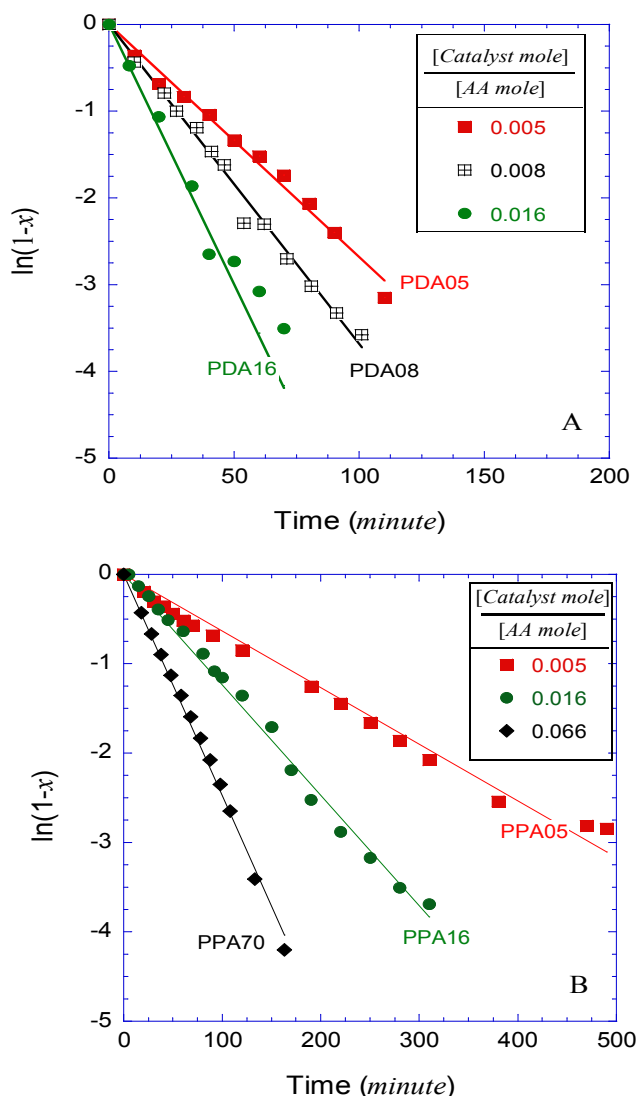 0
-1
-2
-3
-4
-5
ln(1-x)
[Catalyst mole]
[AA mole]
0.005
0.008
0.016
PDA05
PDA16
PDA08
A
0 50 100 150 200
Time (minute)
0
-1
-2
-3
-4
-5
ln(1-x)
[Catalyst mole]
[AA mole]
0.005
0.016
0.066
PPA05
PPA70
PPA16
B
0 100 200 300 400 500
Time (minute)